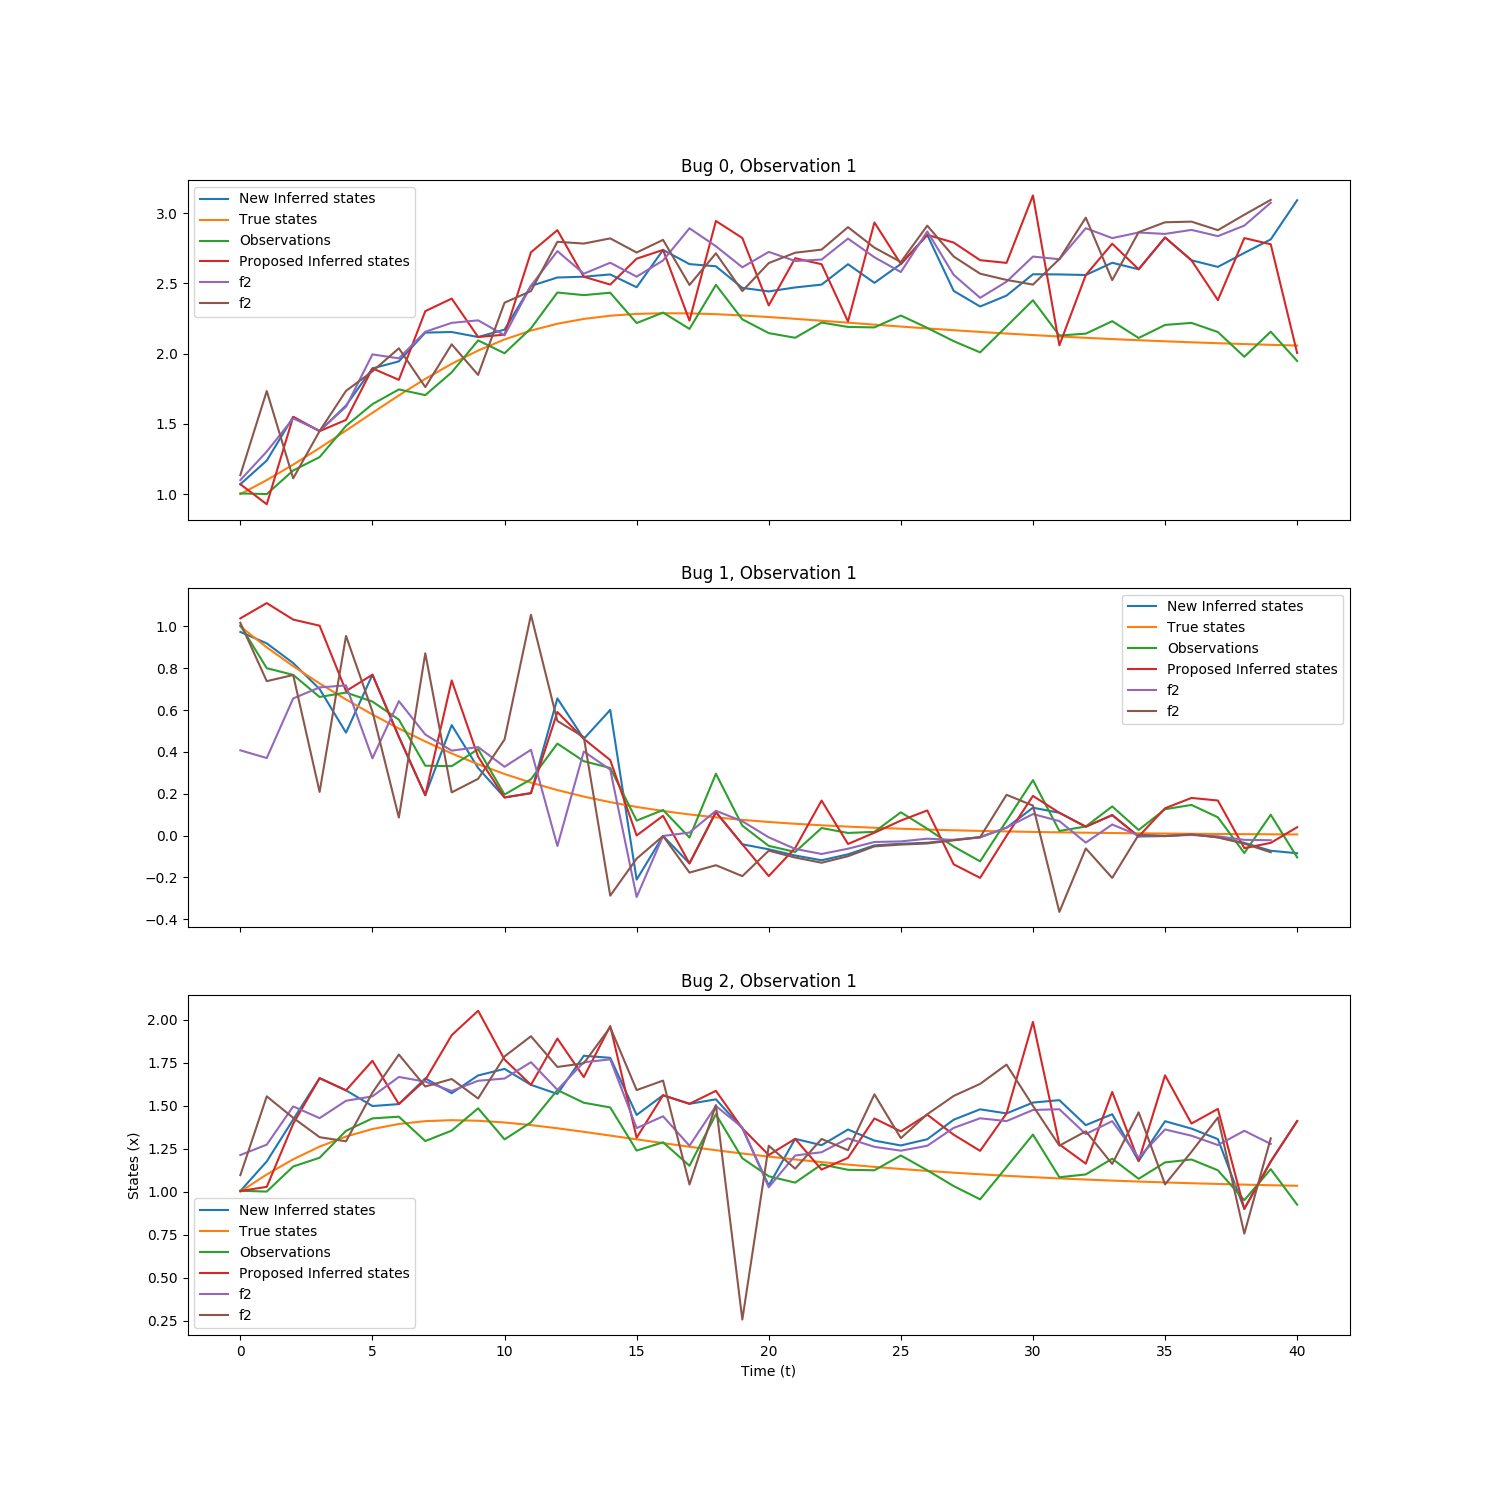 Bug 0, Observation 1
3.0
2.5
2.0
1.5
1.0
New Inferred states
True states
Observations
Proposed Inferred states
f2
f2
Bug 1, Observation 1
1.0
0.8
0.6
0.4
0.2
0.0
−0.2
−0.4
New Inferred states
True states
Observations
Proposed Inferred states
f2
f2
Bug 2, Observation 1
States (x)
2.00
1.75
1.50
1.25
1.00
0.75
0.50
0.25
New Inferred states
True states
Observations
Proposed Inferred states
f2
f2
0 5 10 15 20 25 30 35 40
Time (t)